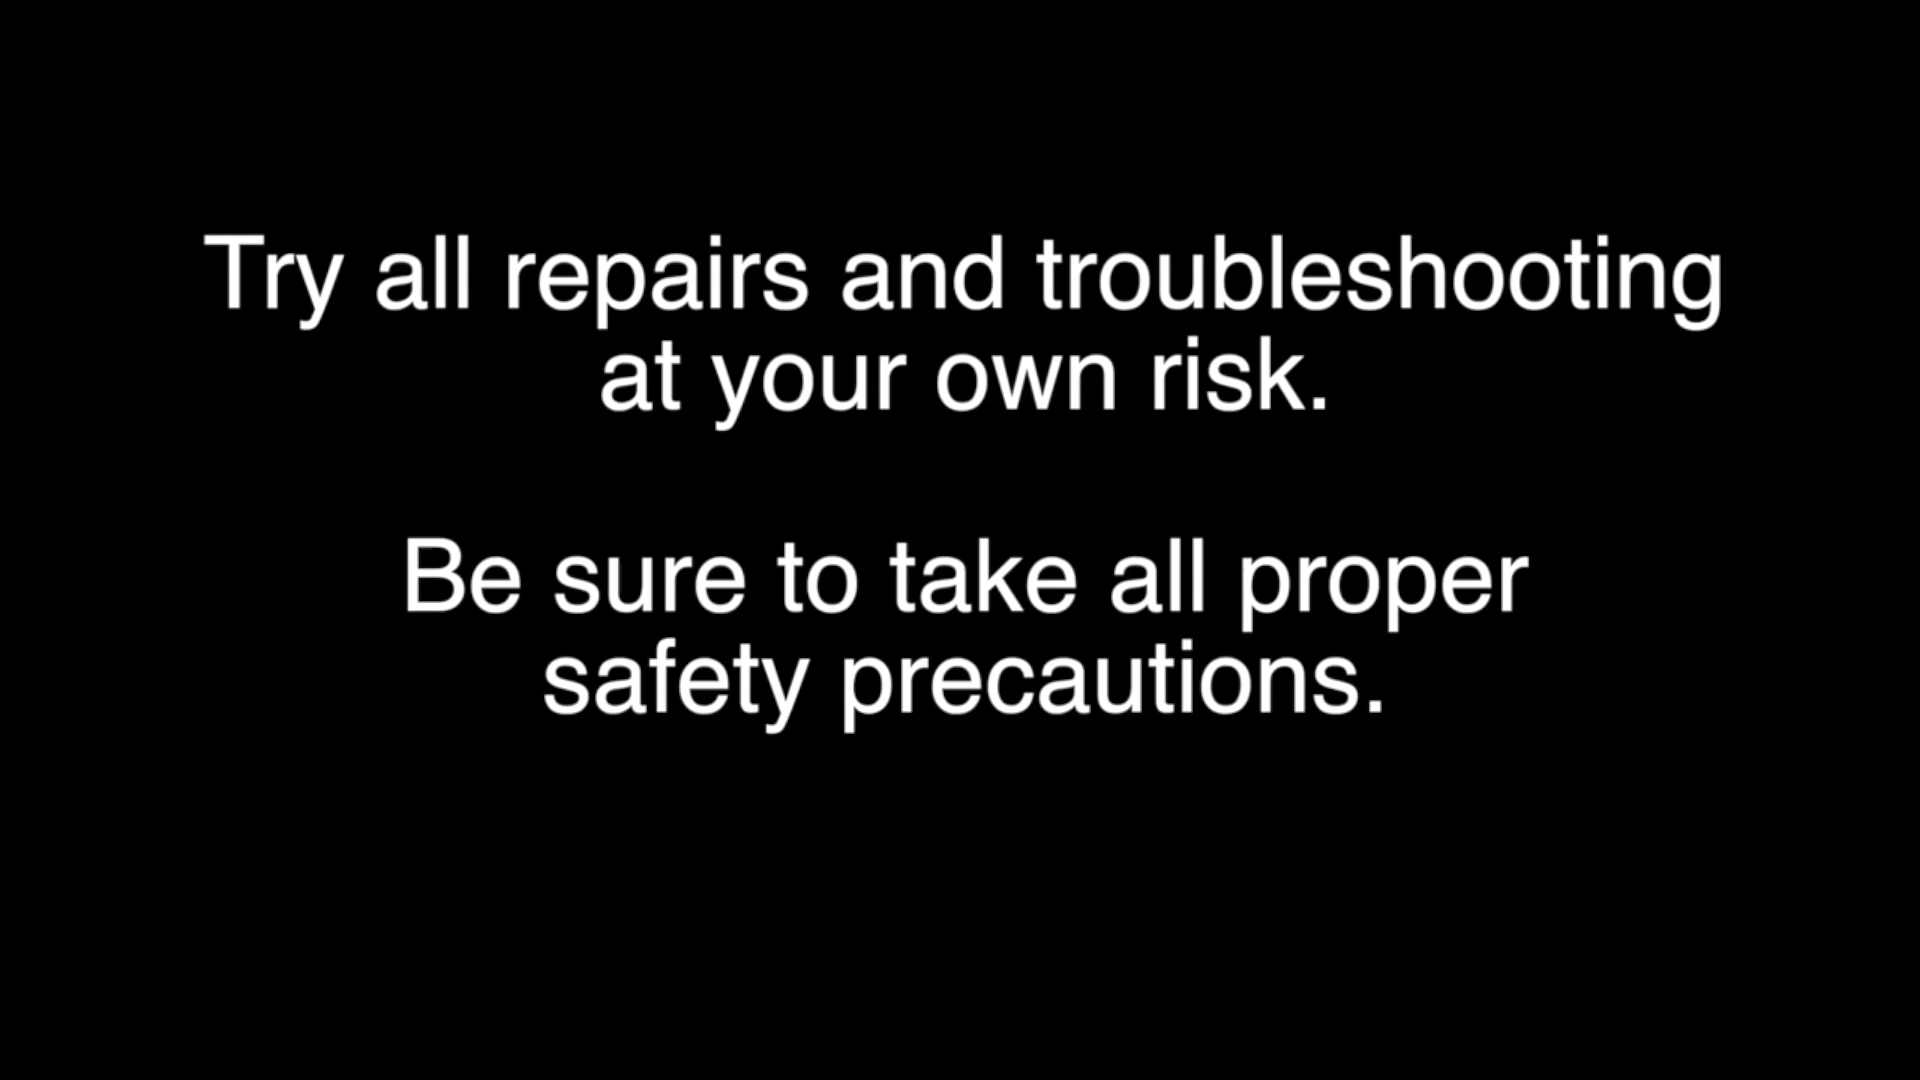 Try all repairs and troubleshooting
at your own risk.
Be sure to take all proper
safety precautions.